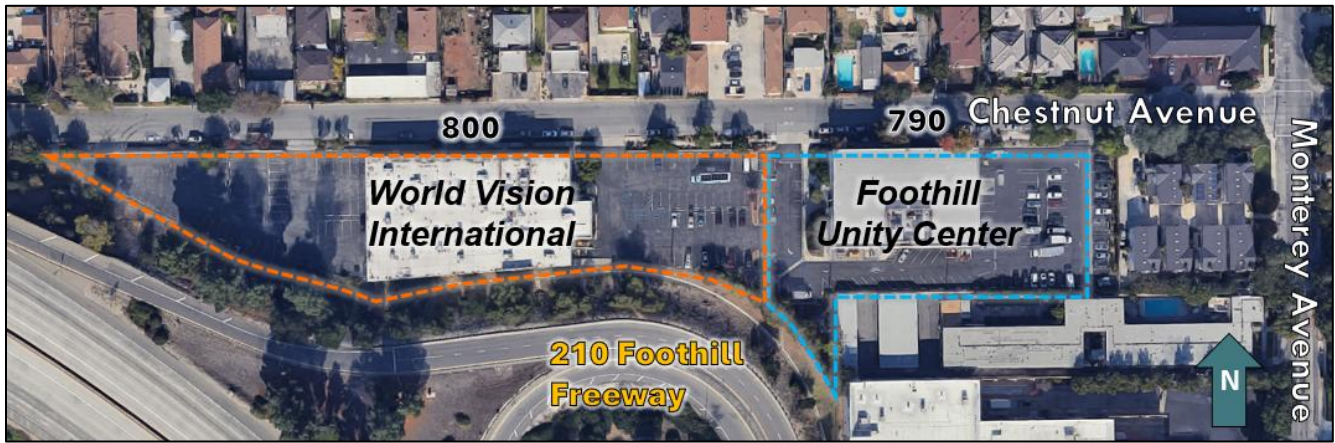 800
790
Chestnut Avenue
World Vision
International
Foothill
Unity Center
Monterey Avenue
210 Foothill
Freeway
N